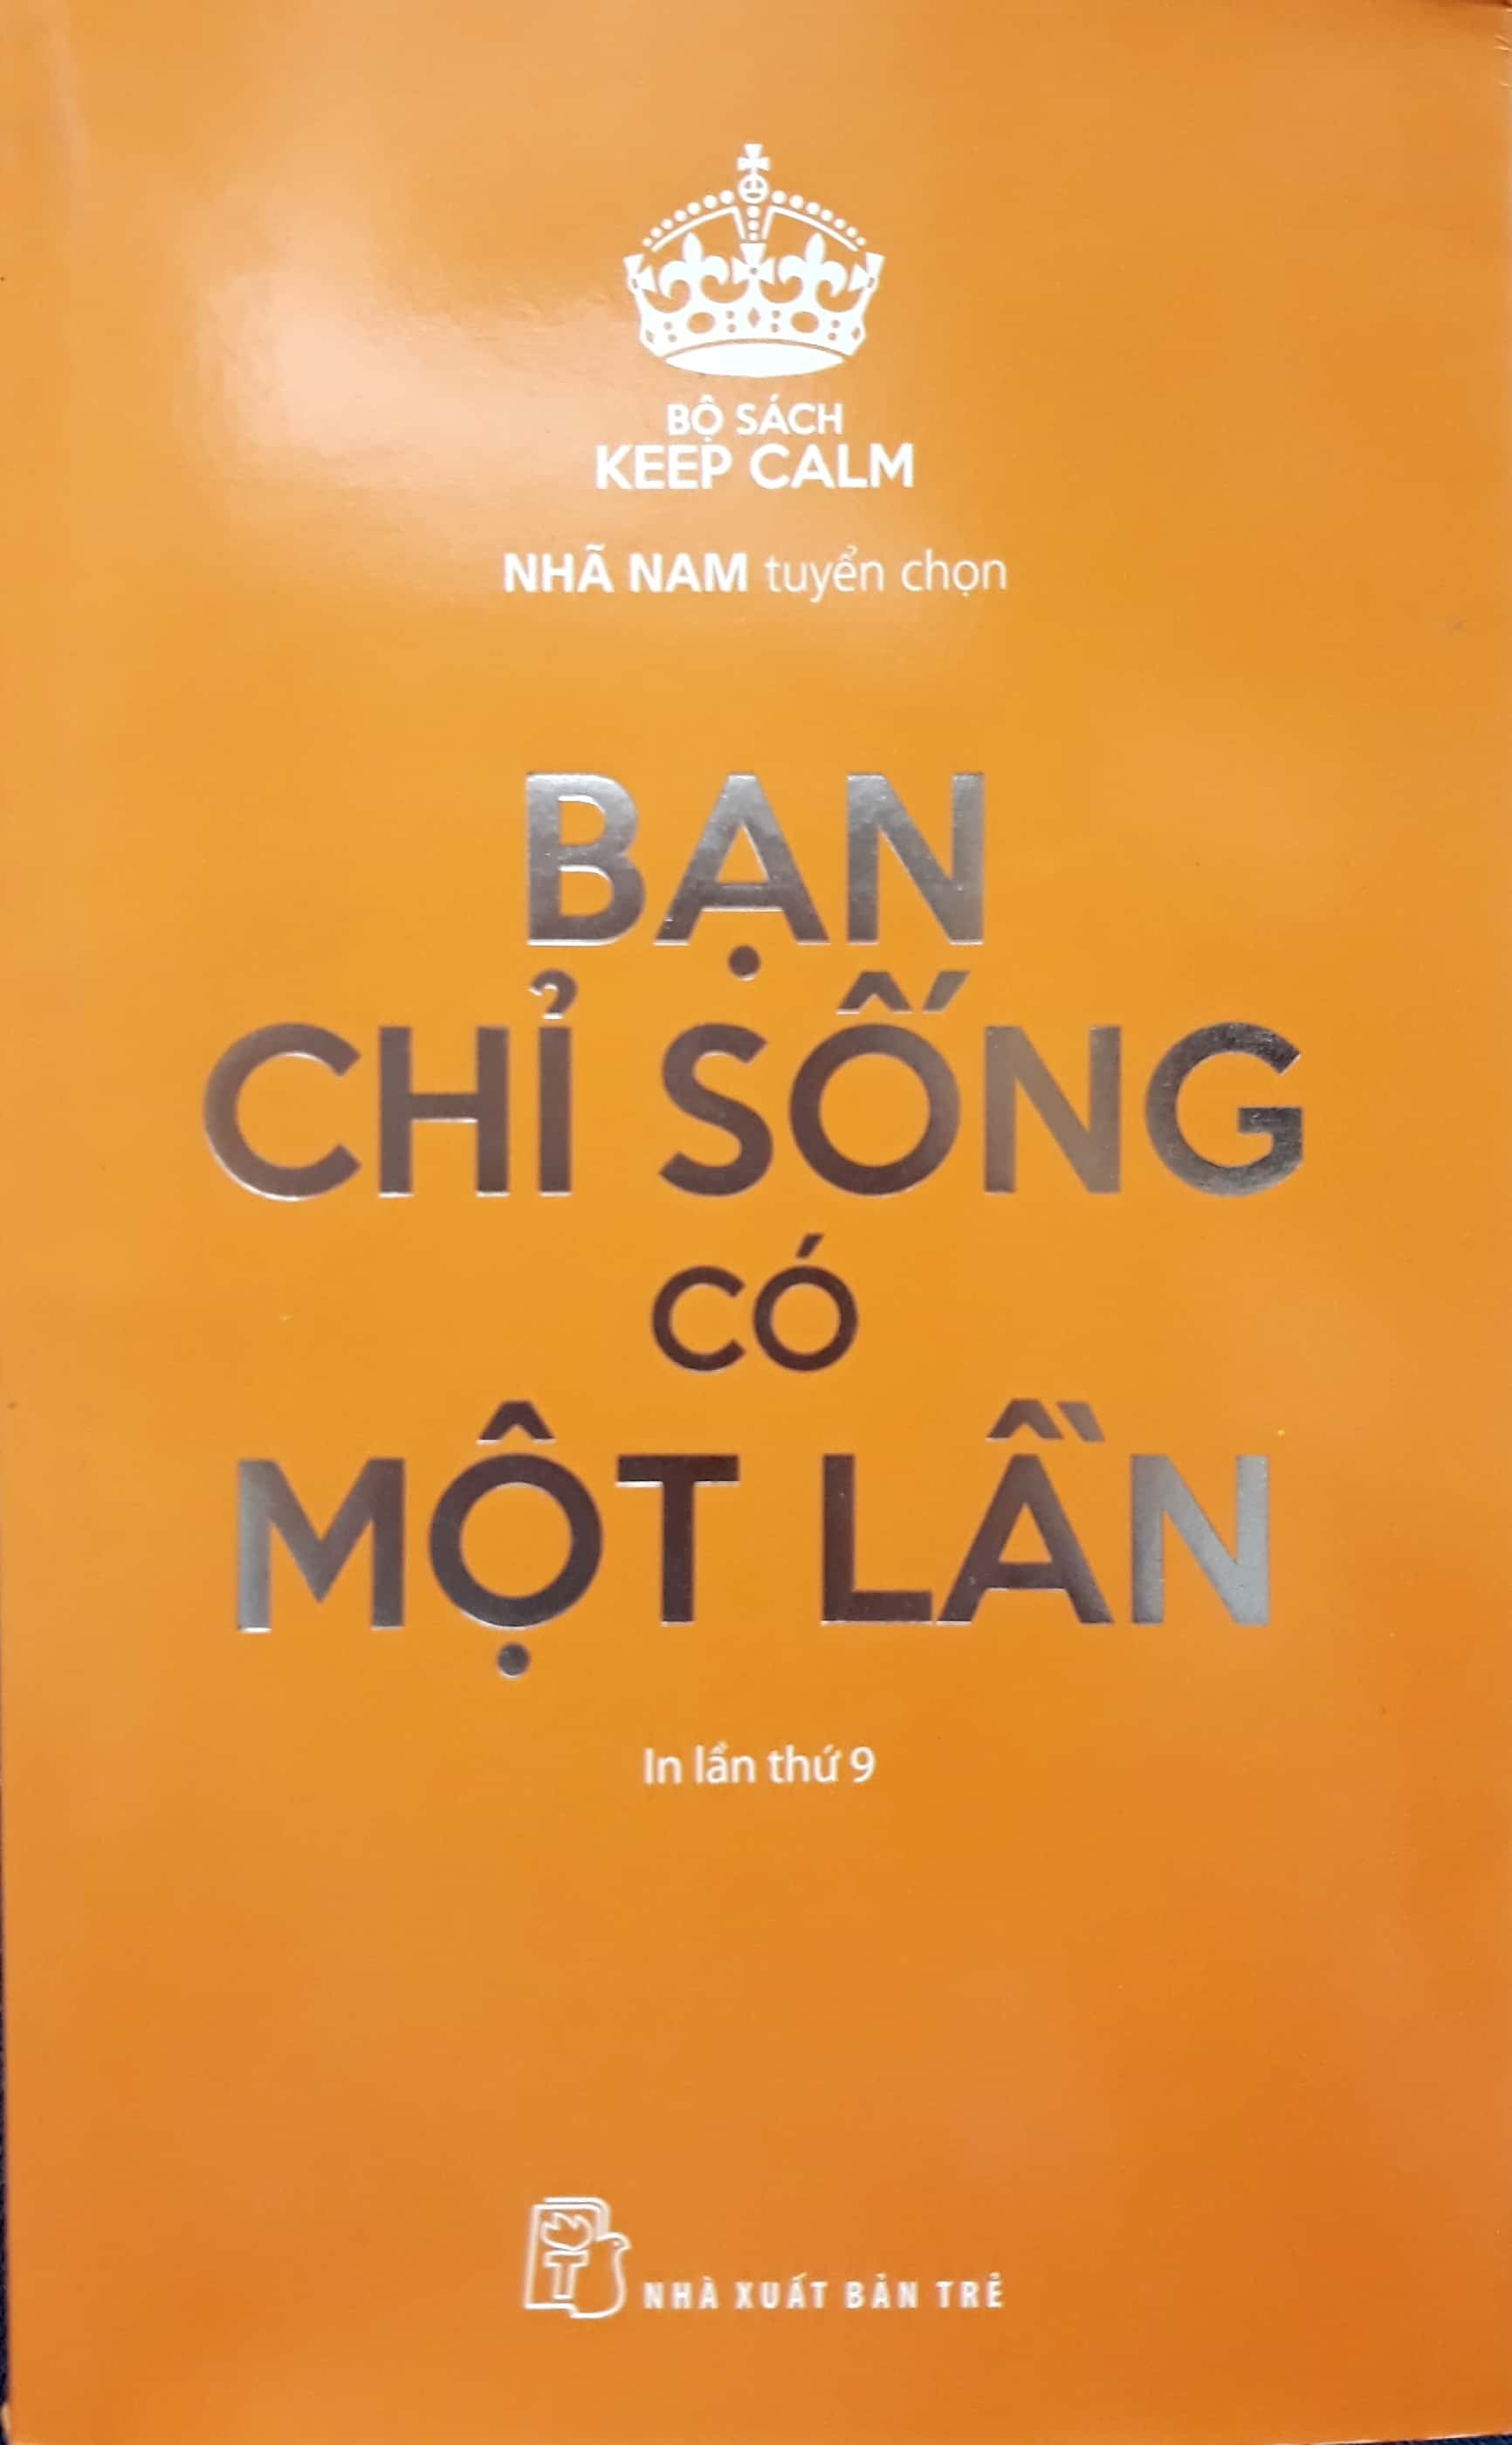 BỘ SÁCH
KEEP CALM
NHÃ NAM tuyển chọn
BẠN
CHỈ SỐNG
CÓ
MỘT LẦN
In lần thứ 9
T
NHÀ XUẤT BẢN TRẺ